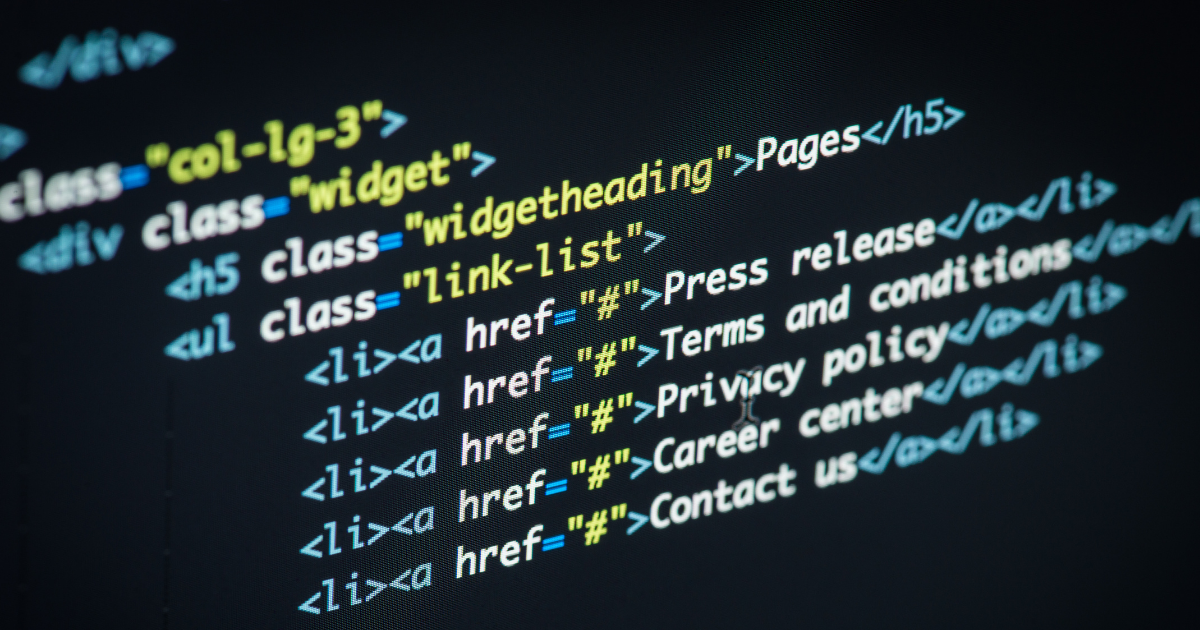 </div>
>
class="col-lg-3">
<div class="widget">
<h5 class="widgetheading">Pages</h5>
<ul class="link-list">
<li><a href="#">Press release</a></li>
<li><a href="#">Terms and conditions</a></li>
<li><a href="#">Privacy policy</a></li>
<li><a href="#">Career center</a></li>
<li><a href="#">Contact us</a></li>